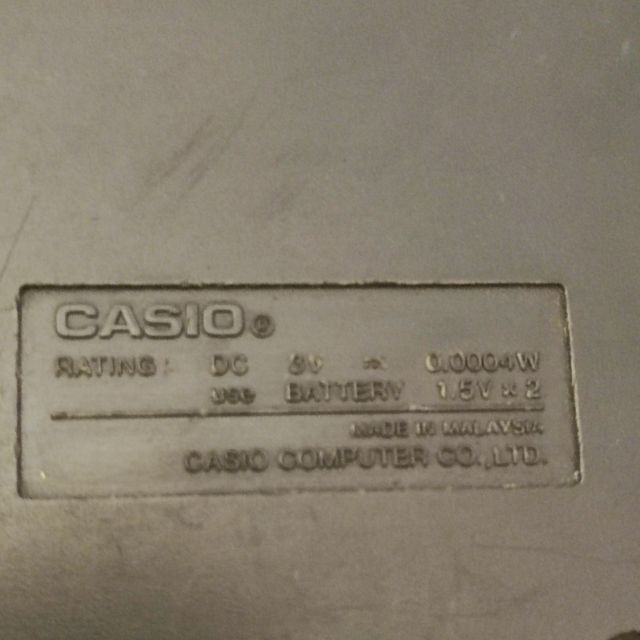 CASIO®
RATING: DC 3V ⎓ 0.0004W
use BATTERY 1.5V × 2
MADE IN MALAYSIA
CASIO COMPUTER CO.,LTD.